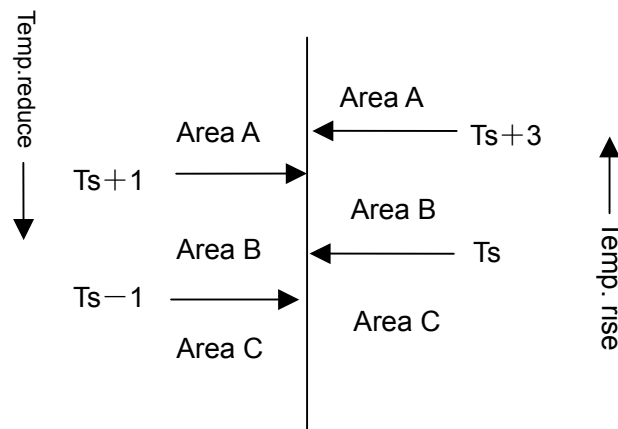 Temp.reduce
Area A
Ts+1
Area B
Ts−1
Area C
Area A
Ts+3
Area B
Ts
Area C
Temp. rise